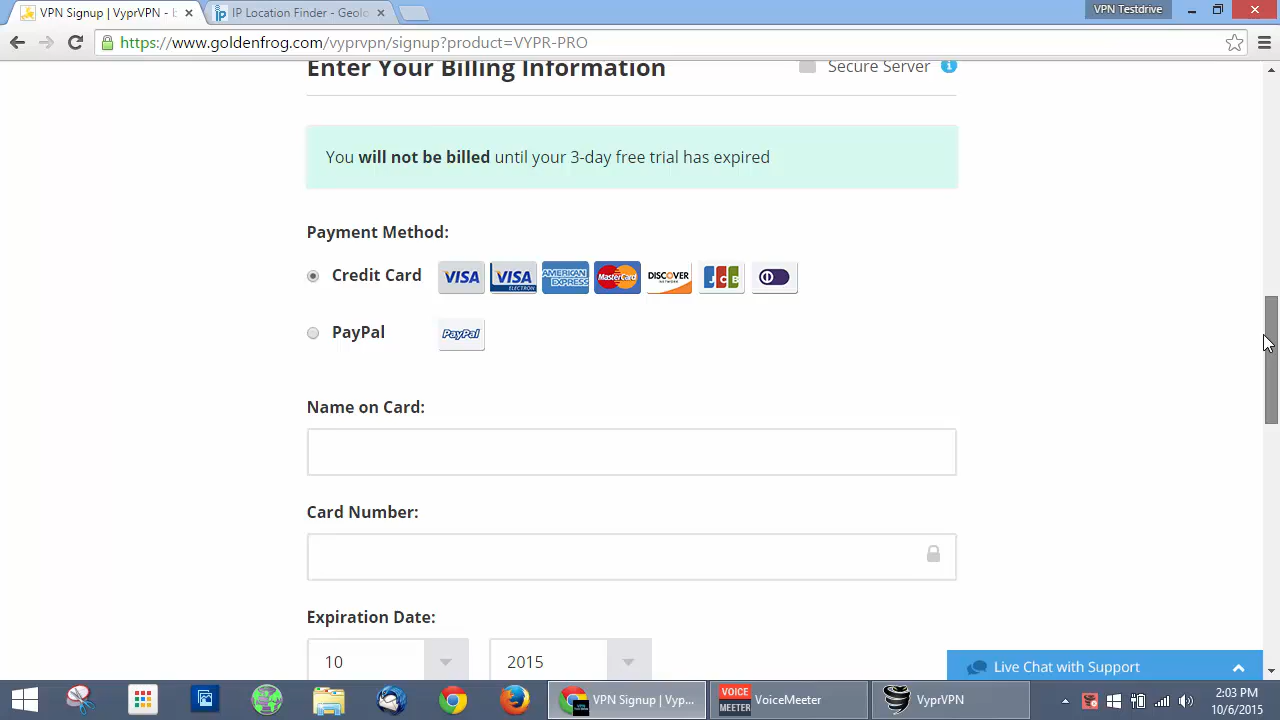 VPN Signup | VyprVPN - b
IP Location Finder - Geolo
VPN Testdrive
https://www.goldenfrog.com/vyprvpn/signup?product=VYPR-PRO
Enter Your Billing Information
Secure Server
You will not be billed until your 3-day free trial has expired
Payment Method:
Credit Card
VISA
VISA ELECTRON
AMERICAN EXPRESS
MasterCard
DISCOVER NETWORK
JCB
PayPal
PayPal
Name on Card:
Card Number:
Expiration Date:
10
2015
Live Chat with Support
VPN Signup | Vyp...
VOICE MEETER
VoiceMeeter
VyprVPN
2:03 PM
10/6/2015